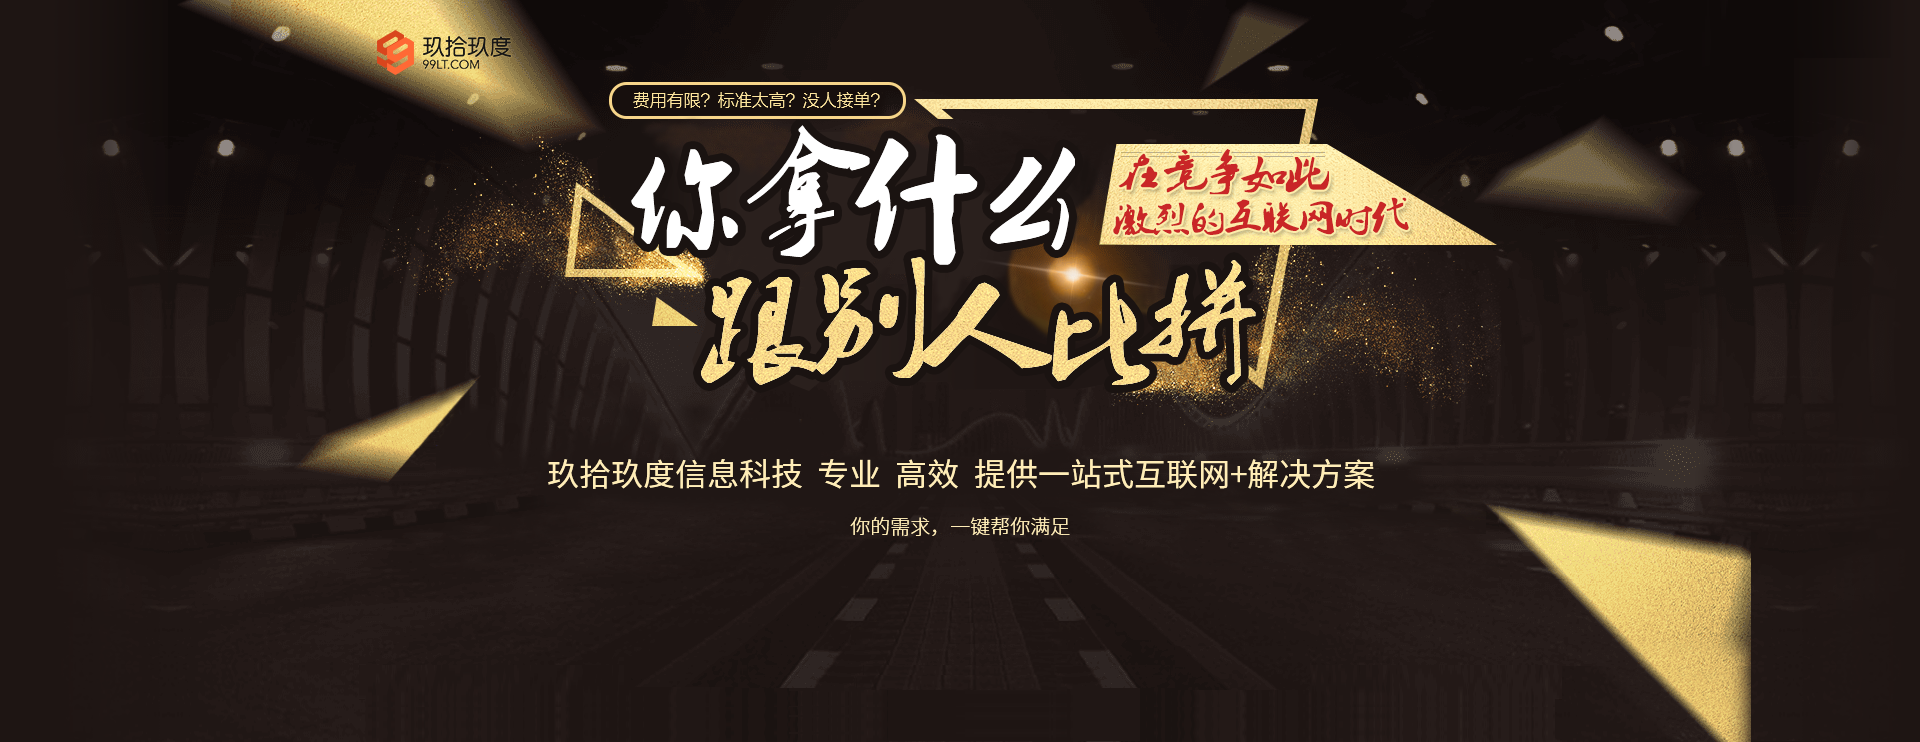 玖拾玖度
99LT.COM
费用有限？标准太高？没人接单？
在竞争如此
激烈的互联网时代
你拿什么
跟别人比拼
玖拾玖度信息科技 专业 高效 提供一站式互联网+解决方案
你的需求，一键帮你满足